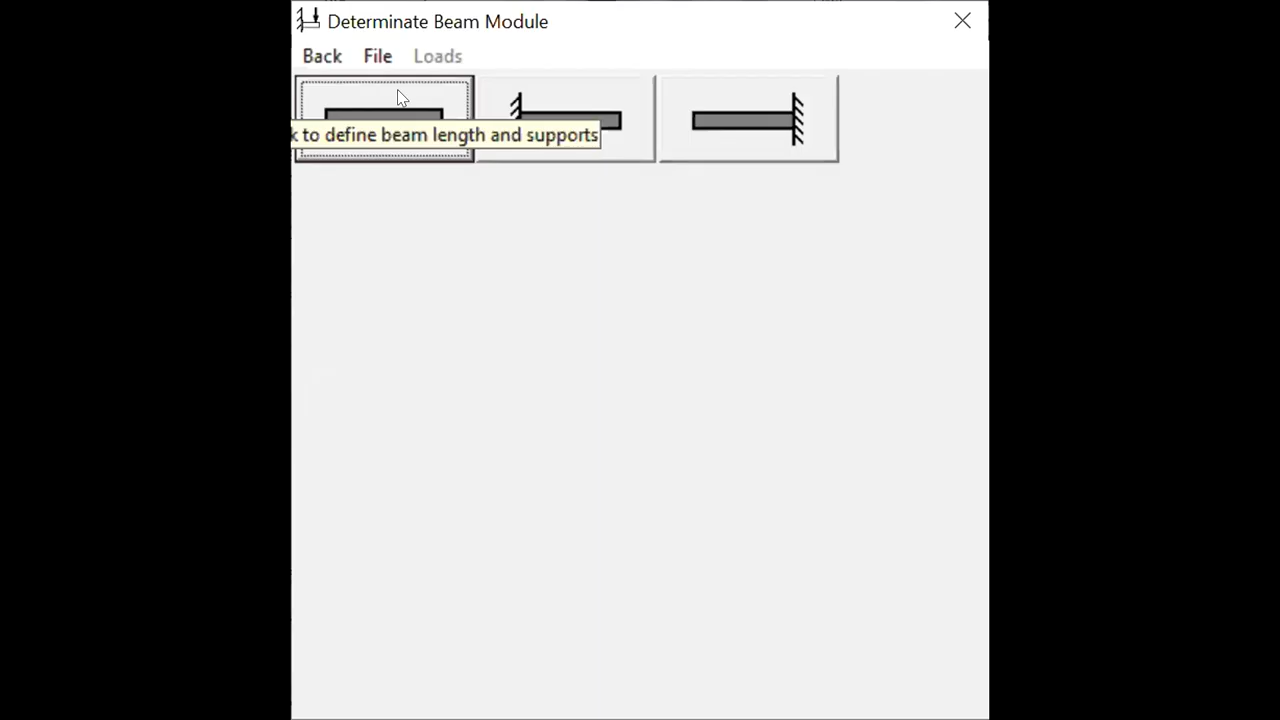 Determinate Beam Module
Back File Loads
to define beam length and supports